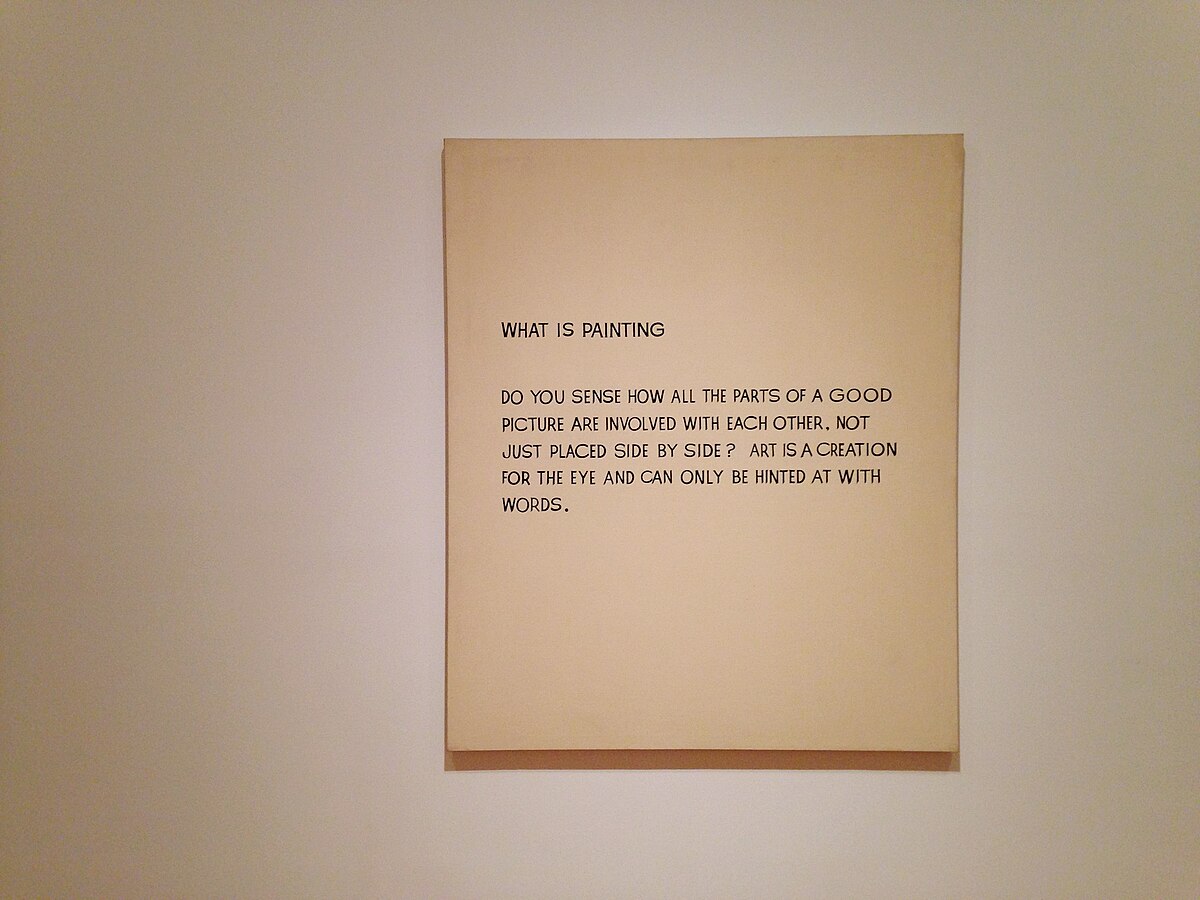 WHAT IS PAINTING
DO YOU SENSE HOW ALL THE PARTS OF A GOOD
PICTURE ARE INVOLVED WITH EACH OTHER, NOT
JUST PLACED SIDE BY SIDE? ART IS A CREATION
FOR THE EYE AND CAN ONLY BE HINTED AT WITH
WORDS.